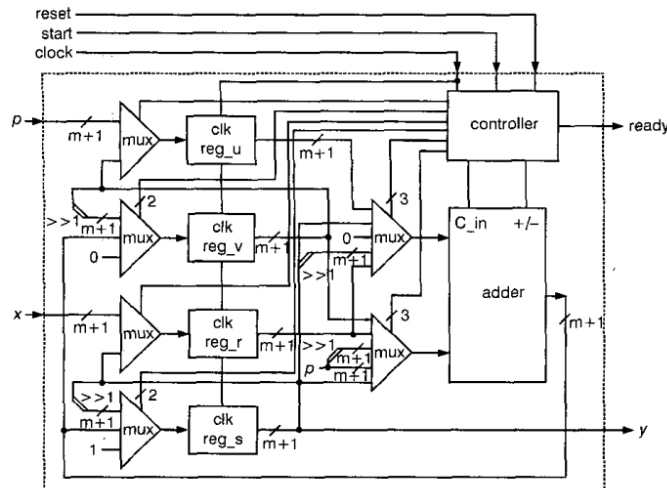 reset
start
clock
p
m+1
mux
clk
reg_u
m+1
controller
ready
>>1
m+1
0
2
mux
clk
reg_v
m+1
0
>>1
m+1
3
mux
C_in
+/−
adder
m+1
x
m+1
mux
clk
reg_r
m+1
>>1
m+1
p
m+1
3
mux
>>1
m+1
1
2
mux
clk
reg_s
m+1
y